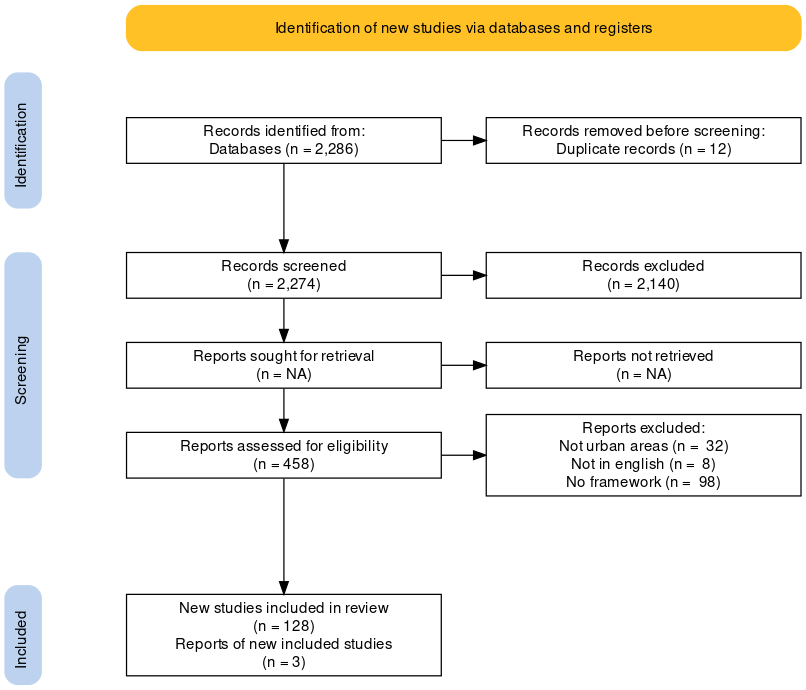 Identification of new studies via databases and registers
Identification
Records identified from:
Databases (n = 2,286)
Records removed before screening:
Duplicate records (n = 12)
Screening
Records screened
(n = 2,274)
Records excluded
(n = 2,140)
Reports sought for retrieval
(n = NA)
Reports not retrieved
(n = NA)
Reports assessed for eligibility
(n = 458)
Reports excluded:
Not urban areas (n =  32)
Not in english (n =  8)
No framework (n =  98)
Included
New studies included in review
(n = 128)
Reports of new included studies
(n = 3)